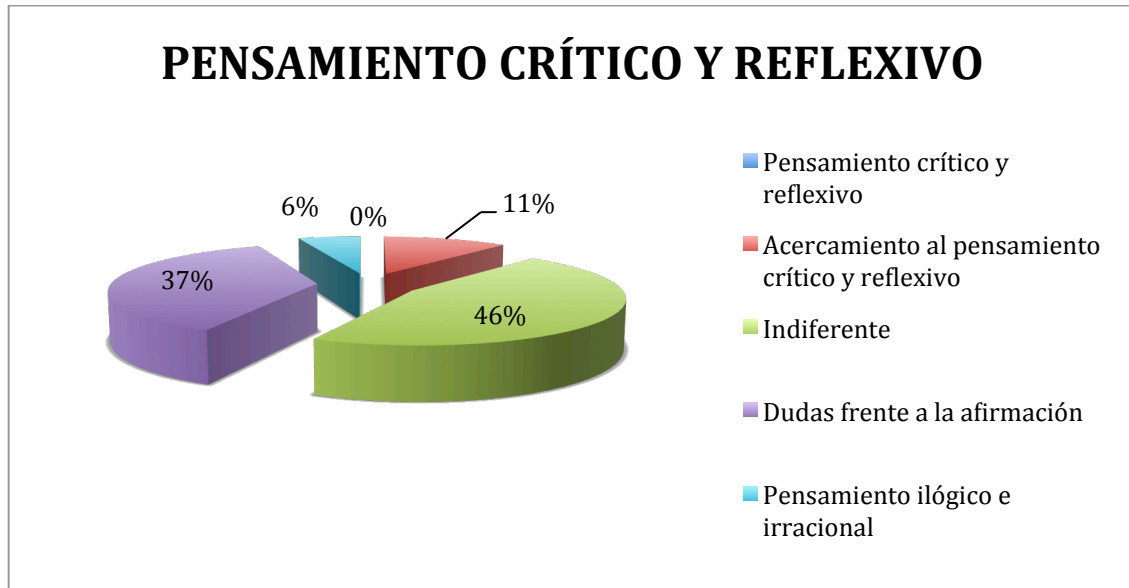 PENSAMIENTO CRÍTICO Y REFLEXIVO
6%
0%
11%
37%
46%
Pensamiento crítico y
reflexivo
Acercamiento al pensamiento
crítico y reflexivo
Indiferente
Dudas frente a la afirmación
Pensamiento ilógico e
irracional